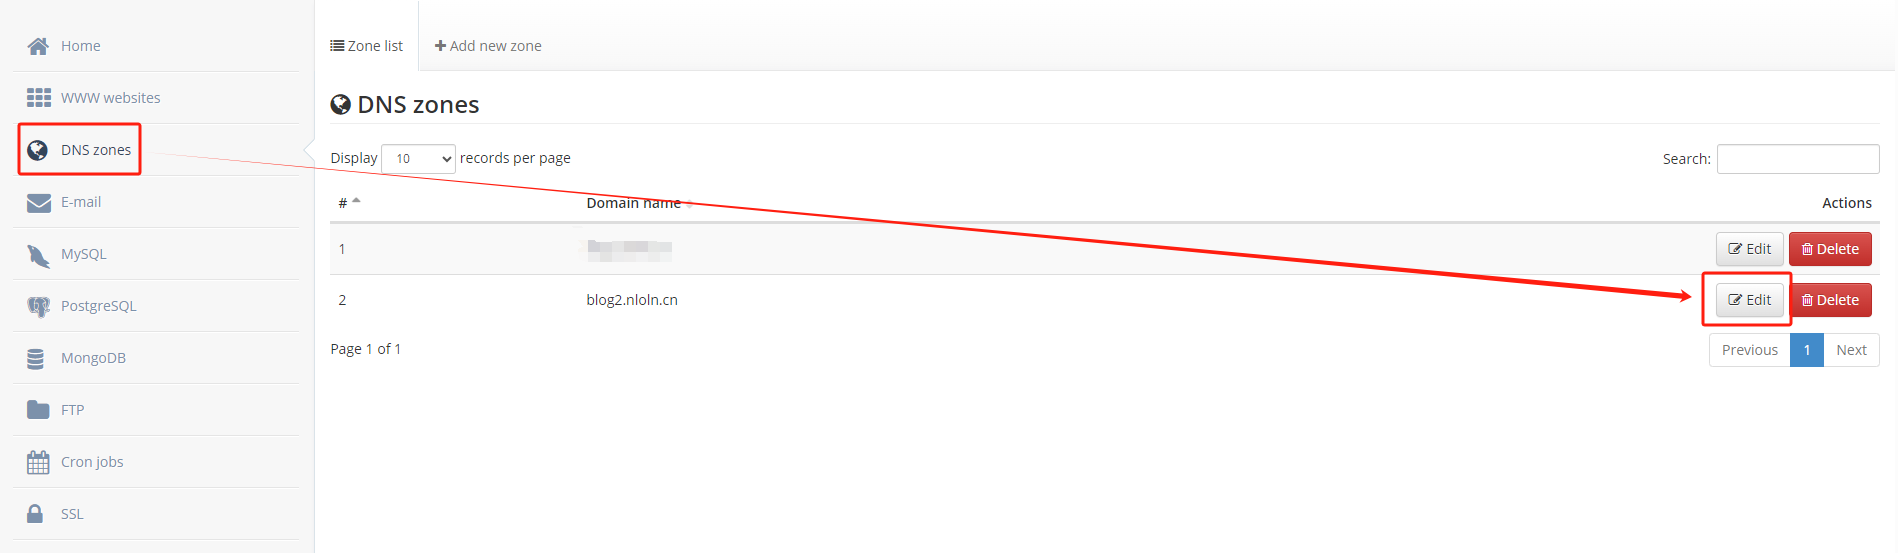 Home
WWW websites
DNS zones
E-mail
MySQL
PostgreSQL
MongoDB
FTP
Cron jobs
SSL
Zone list
Add new zone
DNS zones
Display 10 records per page
Search:
# Domain name Actions
1 Edit Delete
2 blog2.nloln.cn Edit Delete
Page 1 of 1
Previous 1 Next